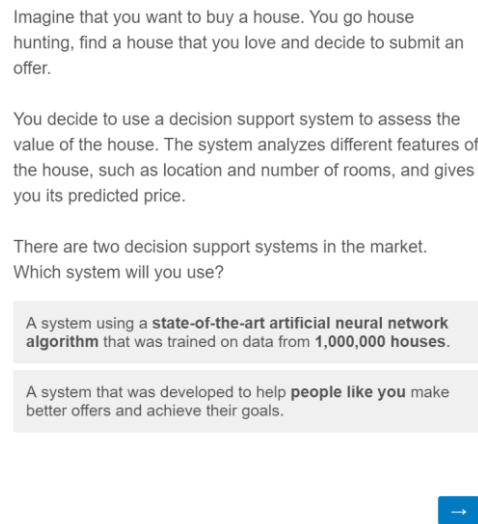 Imagine that you want to buy a house. You go house
hunting, find a house that you love and decide to submit an
offer.
You decide to use a decision support system to assess the
value of the house. The system analyzes different features of
the house, such as location and number of rooms, and gives
you its predicted price.
There are two decision support systems in the market.
Which system will you use?
A system using a state-of-the-art artificial neural network
algorithm that was trained on data from 1,000,000 houses.
A system that was developed to help people like you make
better offers and achieve their goals.
→